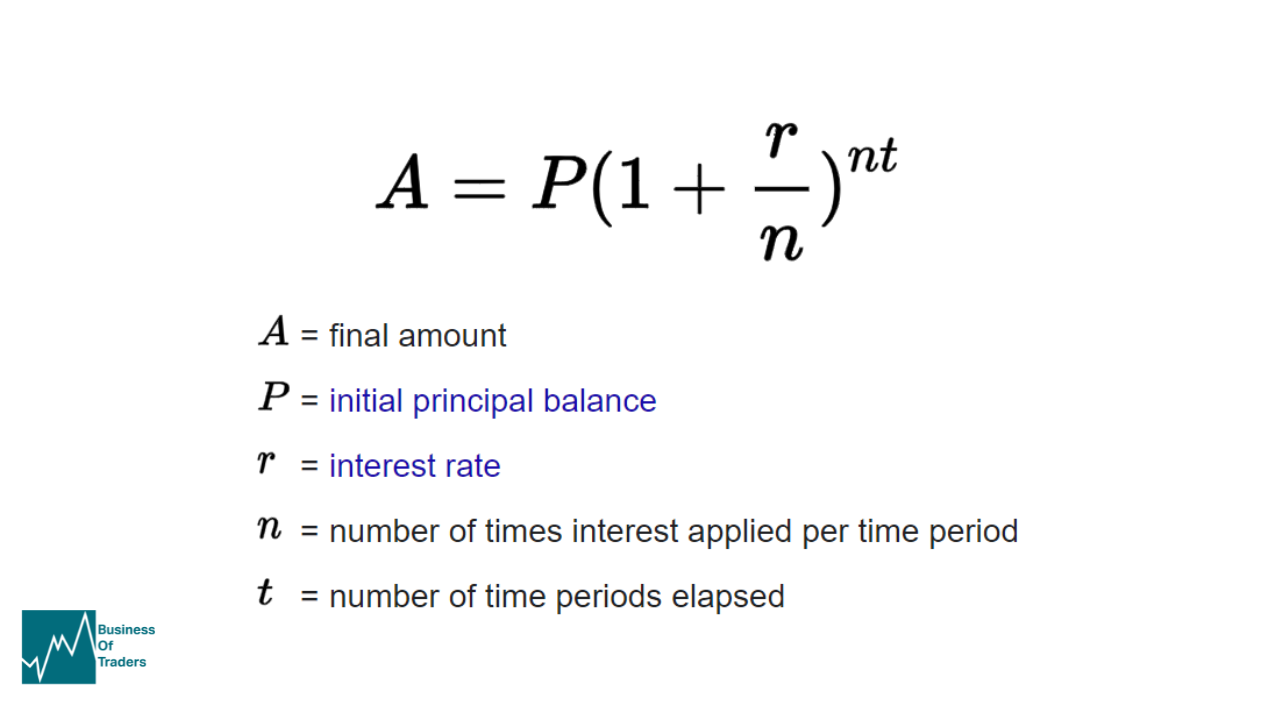 A = P(1 + r/n)^nt
A = final amount
P = initial principal balance
r = interest rate
n = number of times interest applied per time period
t = number of time periods elapsed
Business
Of
Traders